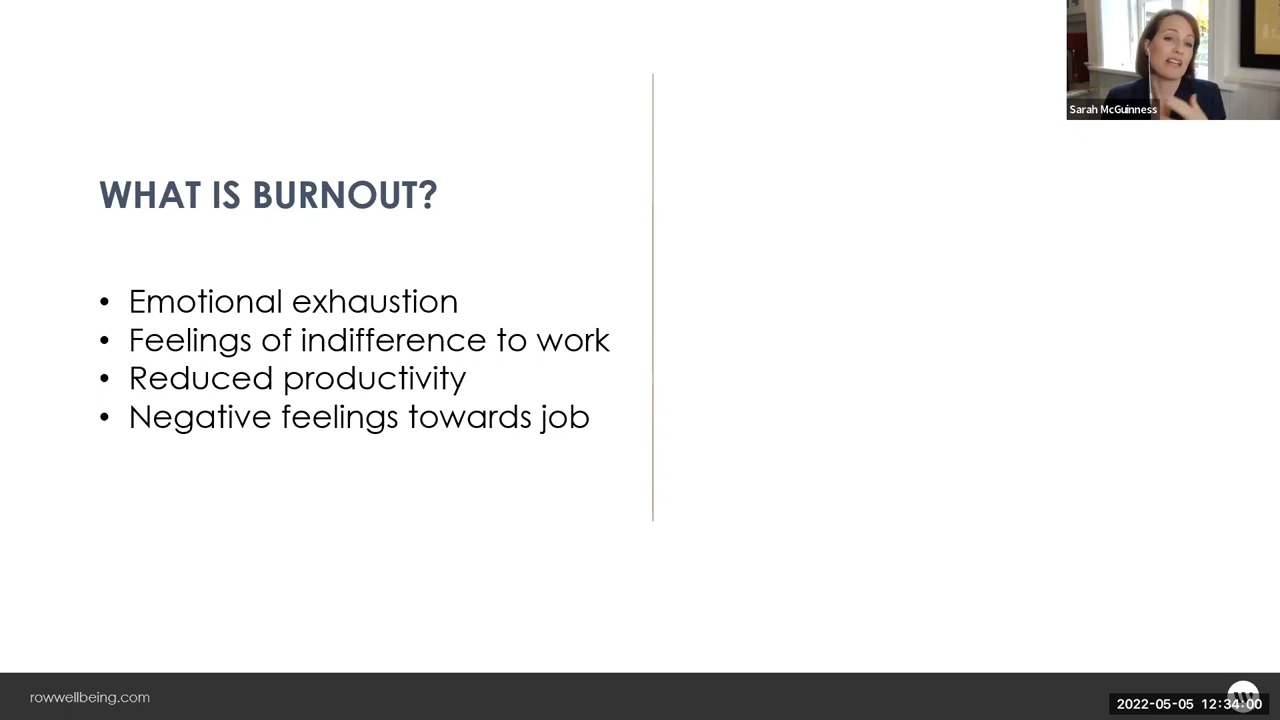 Sarah McGuinness
WHAT IS BURNOUT?
• Emotional exhaustion
• Feelings of indifference to work
• Reduced productivity
• Negative feelings towards job
rowwellbeing.com
2022-05-05 12:34:00